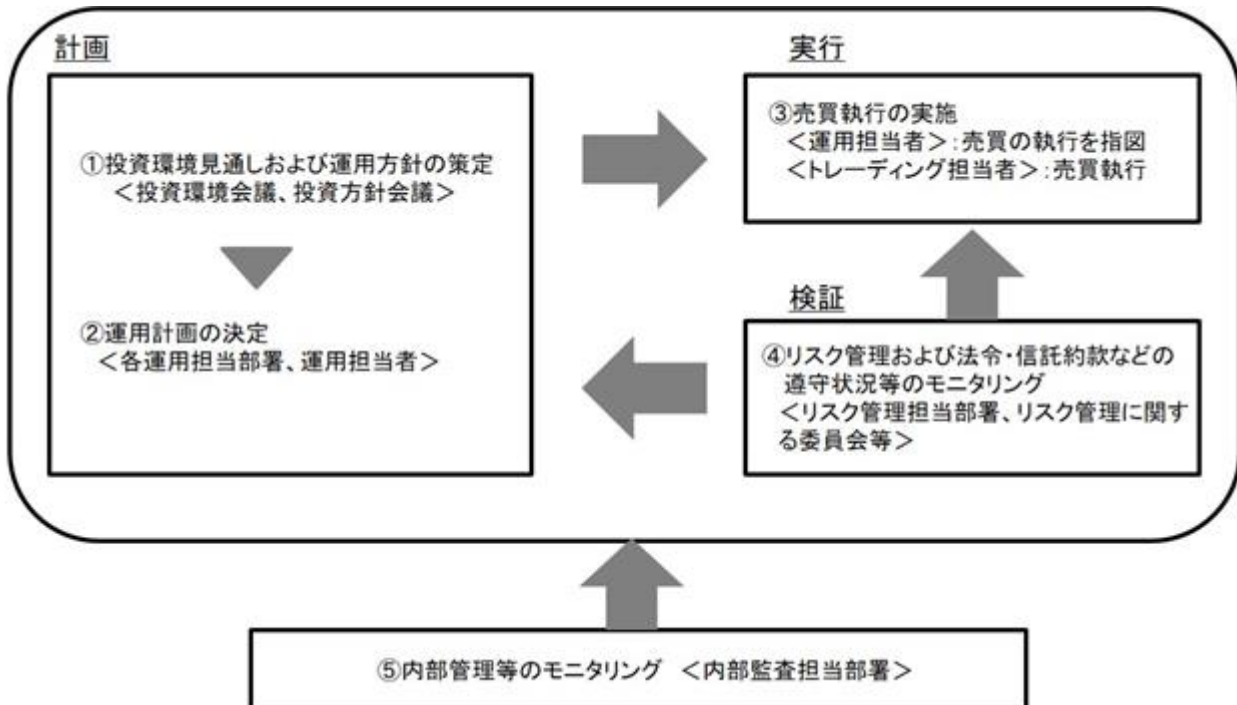 計画
①投資環境見通しおよび運用方針の策定
<投資環境会議、投資方針会議>
②運用計画の決定
<各運用担当部署、運用担当者>
実行
③売買執行の実施
<運用担当者>:売買の執行を指図
<トレーディング担当者>:売買執行
検証
④リスク管理および法令・信託約款などの
遵守状況等のモニタリング
<リスク管理担当部署、リスク管理に関す
る委員会等>
⑤内部管理等のモニタリング <内部監査担当部署>